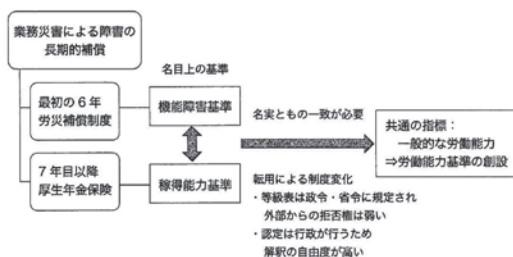 業務災害による障害の
長期的補償
名目上の基準
最初の6年
労災補償制度
機能障害基準
名実ともの一致が必要
共通の指標：
一般的な労働能力
⇒労働能力基準の創設
7年目以降
厚生年金保険
稼得能力基準
転用による制度変化
・等級表は政令・省令に規定され
外部からの拒否権は弱い
・認定は行政が行うため
解釈の自由度が高い